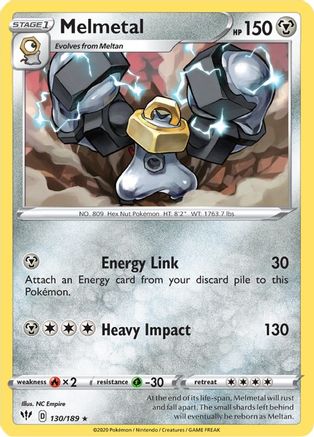 STAGE 1
Melmetal
HP 150
Evolves from Meltan
NO. 809 Hex Nut Pokémon HT: 8'2" WT: 1763.7 lbs
Energy Link 30
Attach an Energy card from your discard pile to this
Pokémon.
Heavy Impact 130
weakness ×2 resistance -30 retreat
Illus. NC Empire
D 130/189 ★
At the end of its life-span, Melmetal will rust
and fall apart. The small shards left behind
will eventually be reborn as Meltan.
©2020 Pokémon / Nintendo / Creatures / GAME FREAK